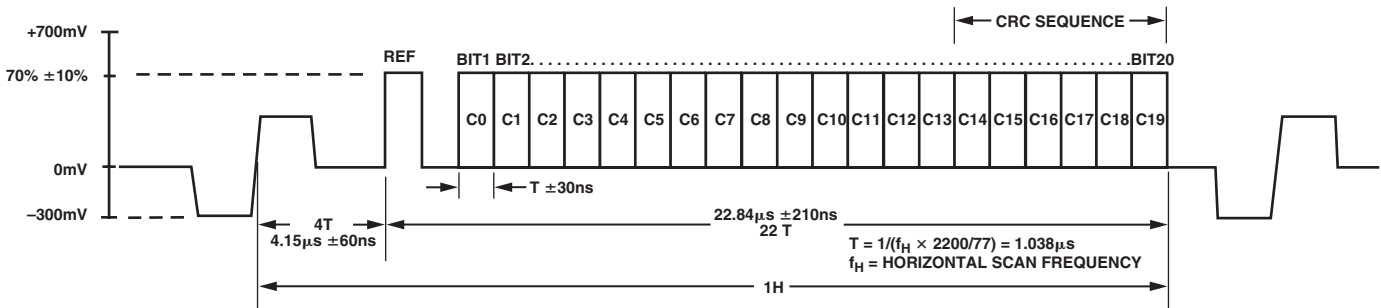 CRC SEQUENCE
+700mV
REF
BIT1 BIT2. . . . . . . . . . . . . . . . . . . . . . . . . . . . . . . . . . . . . . . . . . . . . . . . . . . . . . . . . . . . . . .BIT20
70% ±10%
C0 C1 C2 C3 C4 C5 C6 C7 C8 C9 C10 C11 C12 C13 C14 C15 C16 C17 C18 C19
0mV
T ±30ns
–300mV
4T
4.15µs ±60ns
22.84µs ±210ns
22 T
T = 1/(fH × 2200/77) = 1.038µs
fH = HORIZONTAL SCAN FREQUENCY
1H